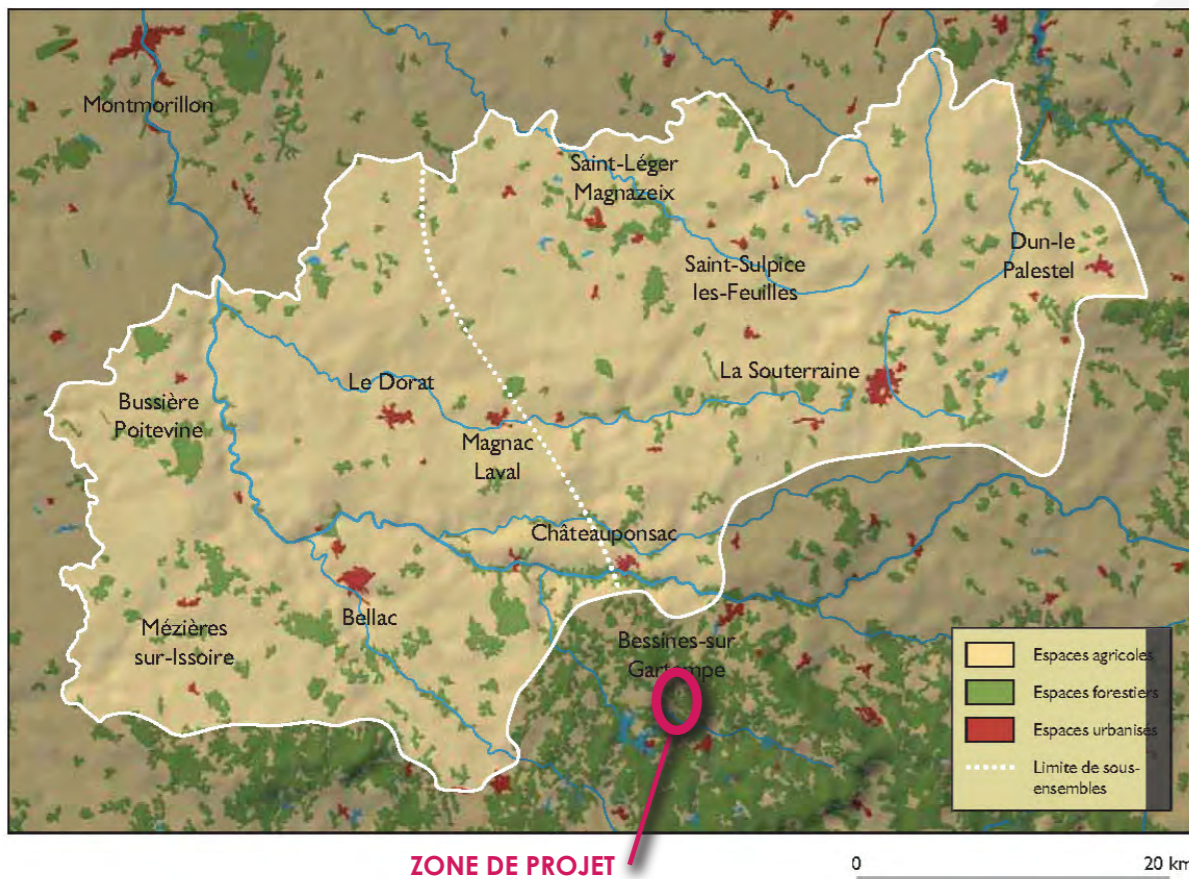 Montmorillon
Saint-Léger
Magnazeix
Dun-le
Palestel
Saint-Sulpice
les-Feuilles
La Souterraine
Le Dorat
Bussière
Poitevine
Magnac
Laval
Châteauponsac
Bellac
Mézières
sur-Issoire
Bessines-sur
Gartempe
Espaces agricoles
Espaces forestiers
Espaces urbanisés
Limite de sous-
ensembles
ZONE DE PROJET
0 20 km